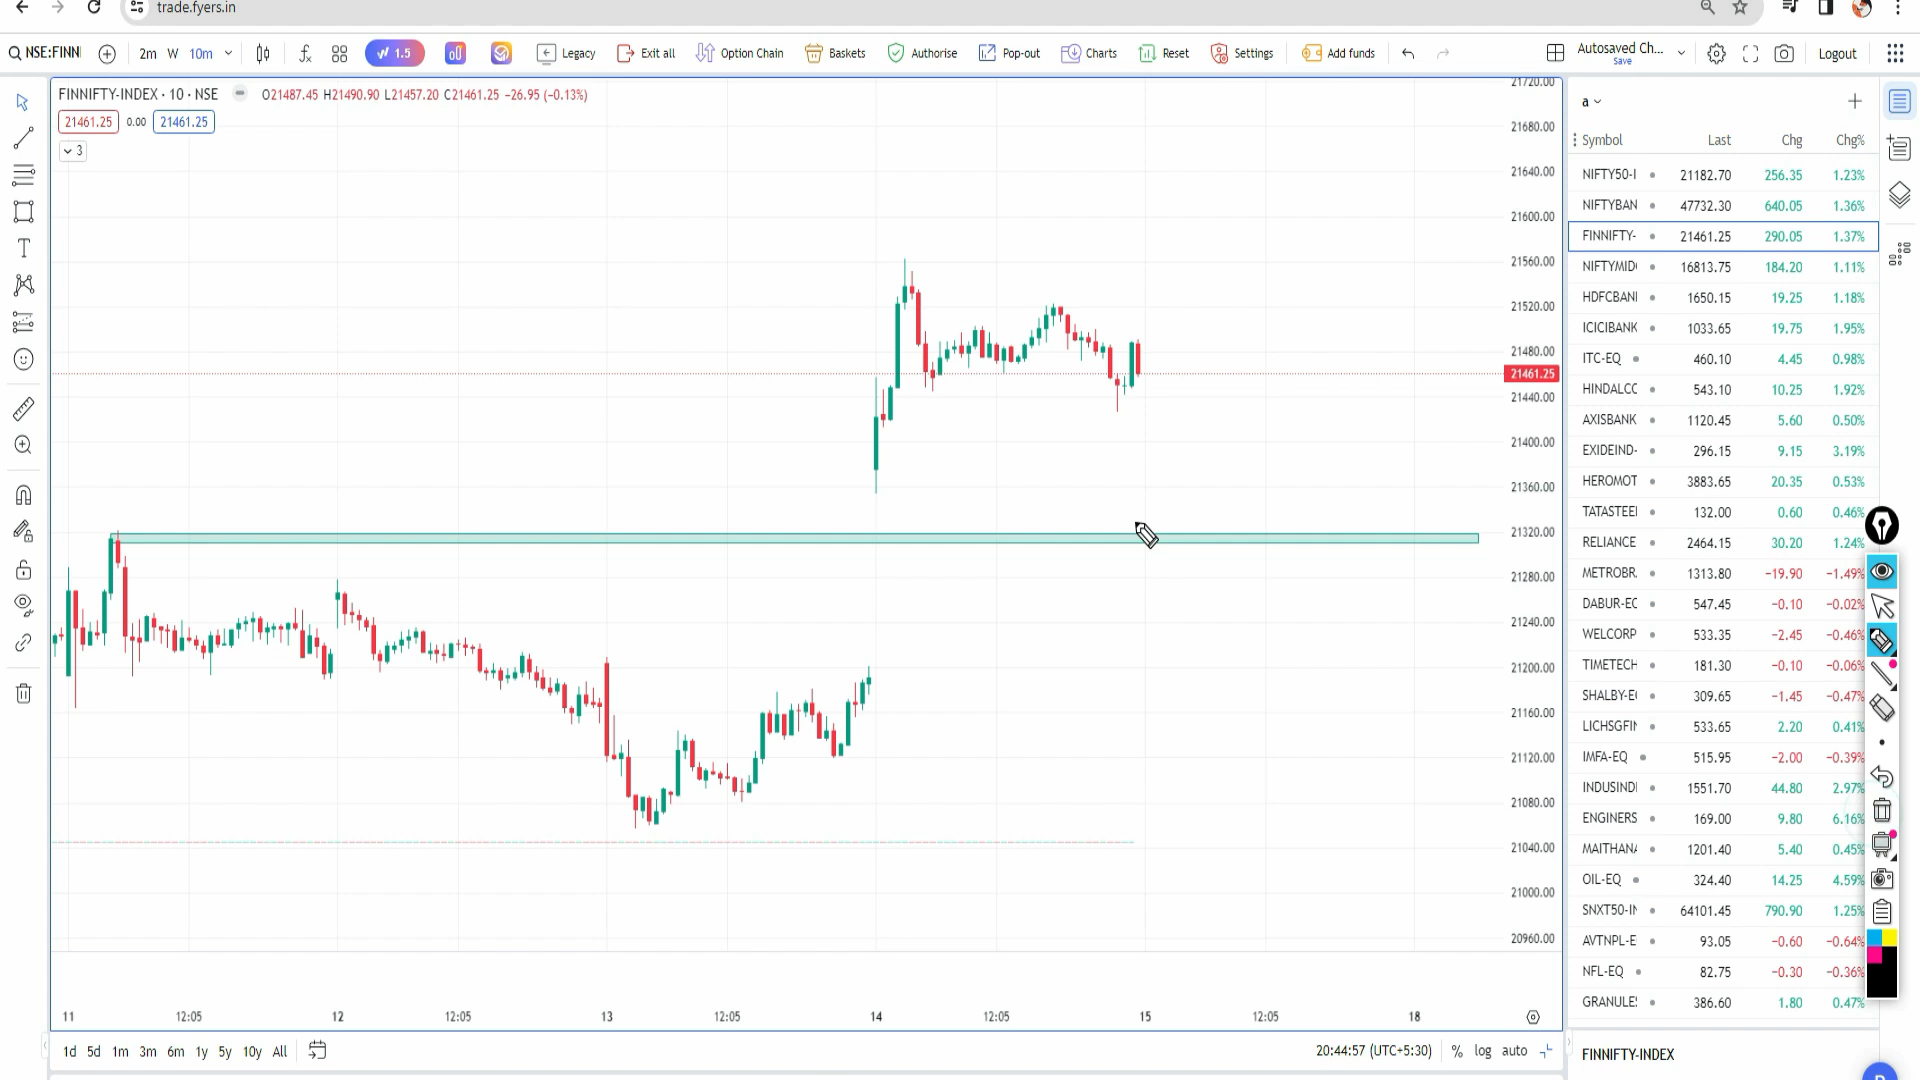 trade.fyers.in
NSE:FINNI 2m W 10m 1.5 Legacy Exit all Option Chain Baskets Authorise Pop-out Charts Reset Settings Add funds Autosaved Ch... Save Logout
FINNIFTY-INDEX · 10 · NSE O21487.45 H21490.90 L21457.20 C21461.25 −26.95 (−0.13%)
21461.25 0.00 21461.25
3
21720.00
21680.00
21640.00
21600.00
21560.00
21520.00
21480.00
21461.25
21440.00
21400.00
21360.00
21320.00
21280.00
21240.00
21200.00
21160.00
21120.00
21080.00
21040.00
21000.00
20960.00
11 12:05 12 12:05 13 12:05 14 12:05 15 12:05 18
1d 5d 1m 3m 6m 1y 5y 10y All 20:44:57 (UTC+5:30) % log auto
a
Symbol Last Chg Chg%
NIFTY50-I 21182.70 256.35 1.23%
NIFTYBAN 47732.30 640.05 1.36%
FINNIFTY- 21461.25 290.05 1.37%
NIFTYMID 16813.75 184.20 1.11%
HDFCBANI 1650.15 19.25 1.18%
ICICIBANK 1033.65 19.75 1.95%
ITC-EQ 460.10 4.45 0.98%
HINDALCC 543.10 10.25 1.92%
AXISBANK 1120.45 5.60 0.50%
EXIDEIND- 296.15 9.15 3.19%
HEROMOT 3883.65 20.35 0.53%
TATASTEEI 132.00 0.60 0.46%
RELIANCE 2464.15 30.20 1.24%
METROBR. 1313.80 −19.90 −1.49%
DABUR-EC 547.45 −0.10 −0.02%
WELCORP 533.35 −2.45 −0.46%
TIMETECH 181.30 −0.10 −0.06%
SHALBY-E 309.65 −1.45 −0.47%
LICHSGFIN 533.65 2.20 0.41%
IMFA-EQ 515.95 −2.00 −0.39%
INDUSINDI 1551.70 44.80 2.97%
ENGINERS 169.00 9.80 6.16%
MAITHANA 1201.40 5.40 0.45%
OIL-EQ 324.40 14.25 4.59%
SNXT50-IN 64101.45 790.90 1.25%
AVTNPL-E 93.05 −0.60 −0.64%
NFL-EQ 82.75 −0.30 −0.36%
GRANULES 386.60 1.80 0.47%
FINNIFTY-INDEX